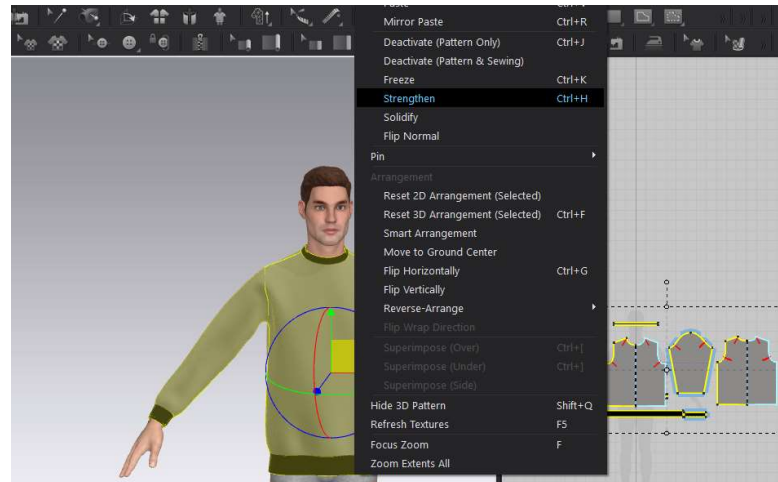 Paste Ctrl+V
Mirror Paste Ctrl+R
Deactivate (Pattern Only) Ctrl+J
Deactivate (Pattern & Sewing)
Freeze Ctrl+K
Strengthen Ctrl+H
Solidify
Flip Normal
Pin
Arrangement
Reset 2D Arrangement (Selected)
Reset 3D Arrangement (Selected) Ctrl+F
Smart Arrangement
Move to Ground Center
Flip Horizontally Ctrl+G
Flip Vertically
Reverse-Arrange
Flip Wrap Direction
Superimpose (Over) Ctrl+[
Superimpose (Under) Ctrl+]
Superimpose (Side)
Hide 3D Pattern Shift+Q
Refresh Textures F5
Focus Zoom F
Zoom Extents All